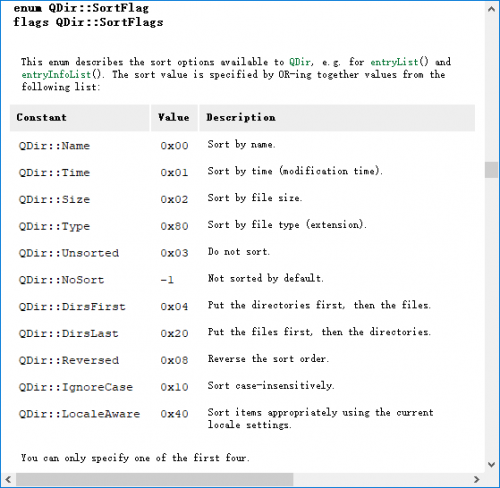 enum QDir::SortFlag
flags QDir::SortFlags
This enum describes the sort options available to QDir, e.g. for entryList() and
entryInfoList(). The sort value is specified by OR-ing together values from the
following list:
Constant Value Description
QDir::Name 0x00 Sort by name.
QDir::Time 0x01 Sort by time (modification time).
QDir::Size 0x02 Sort by file size.
QDir::Type 0x80 Sort by file type (extension).
QDir::Unsorted 0x03 Do not sort.
QDir::NoSort -1 Not sorted by default.
QDir::DirsFirst 0x04 Put the directories first, then the files.
QDir::DirsLast 0x20 Put the files first, then the directories.
QDir::Reversed 0x08 Reverse the sort order.
QDir::IgnoreCase 0x10 Sort case-insensitively.
QDir::LocaleAware 0x40 Sort items appropriately using the current
locale settings.
You can only specify one of the first four.